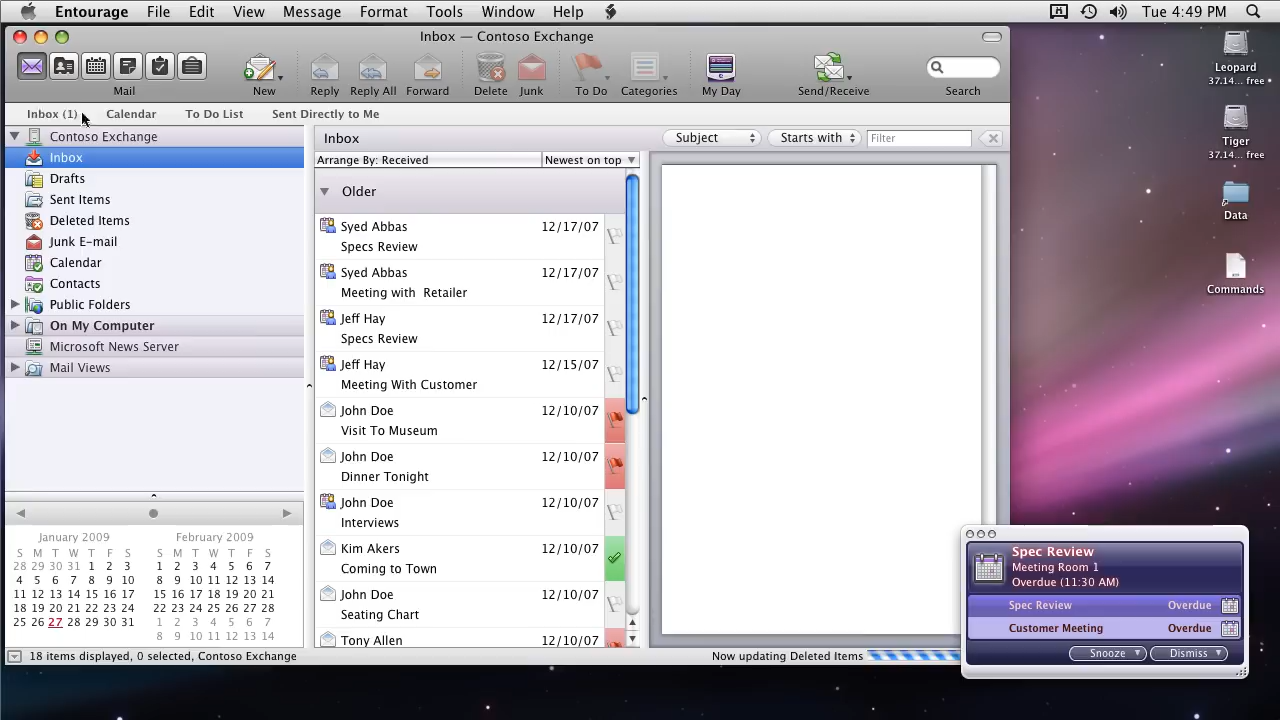 Entourage File Edit View Message Format Tools Window Help Tue 4:49 PM
Inbox — Contoso Exchange
Mail New Reply Reply All Forward Delete Junk To Do Categories My Day Send/Receive Search
Inbox (1) Calendar To Do List Sent Directly to Me
Contoso Exchange
Inbox
Drafts
Sent Items
Deleted Items
Junk E-mail
Calendar
Contacts
Public Folders
On My Computer
Microsoft News Server
Mail Views
January 2009
S M T W T F S
28 29 30 31 1 2 3
4 5 6 7 8 9 10
11 12 13 14 15 16 17
18 19 20 21 22 23 24
25 26 27 28 29 30 31
February 2009
S M T W T F S
1 2 3 4 5 6 7
8 9 10 11 12 13 14
15 16 17 18 19 20 21
22 23 24 25 26 27 28
1 2 3 4 5 6 7
8 9 10 11 12 13 14
Inbox Subject Starts with Filter
Arrange By: Received Newest on top
Older
Syed Abbas 12/17/07
Specs Review
Syed Abbas 12/17/07
Meeting with Retailer
Jeff Hay 12/17/07
Specs Review
Jeff Hay 12/15/07
Meeting With Customer
John Doe 12/10/07
Visit To Museum
John Doe 12/10/07
Dinner Tonight
John Doe 12/10/07
Interviews
Kim Akers 12/10/07
Coming to Town
John Doe 12/10/07
Seating Chart
Tony Allen 12/10/07
18 items displayed, 0 selected, Contoso Exchange
Now updating Deleted Items
Leopard
37.14... free
Tiger
37.14... free
Data
Commands
Spec Review
Meeting Room 1
Overdue (11:30 AM)
Spec Review Overdue
Customer Meeting Overdue
Snooze Dismiss